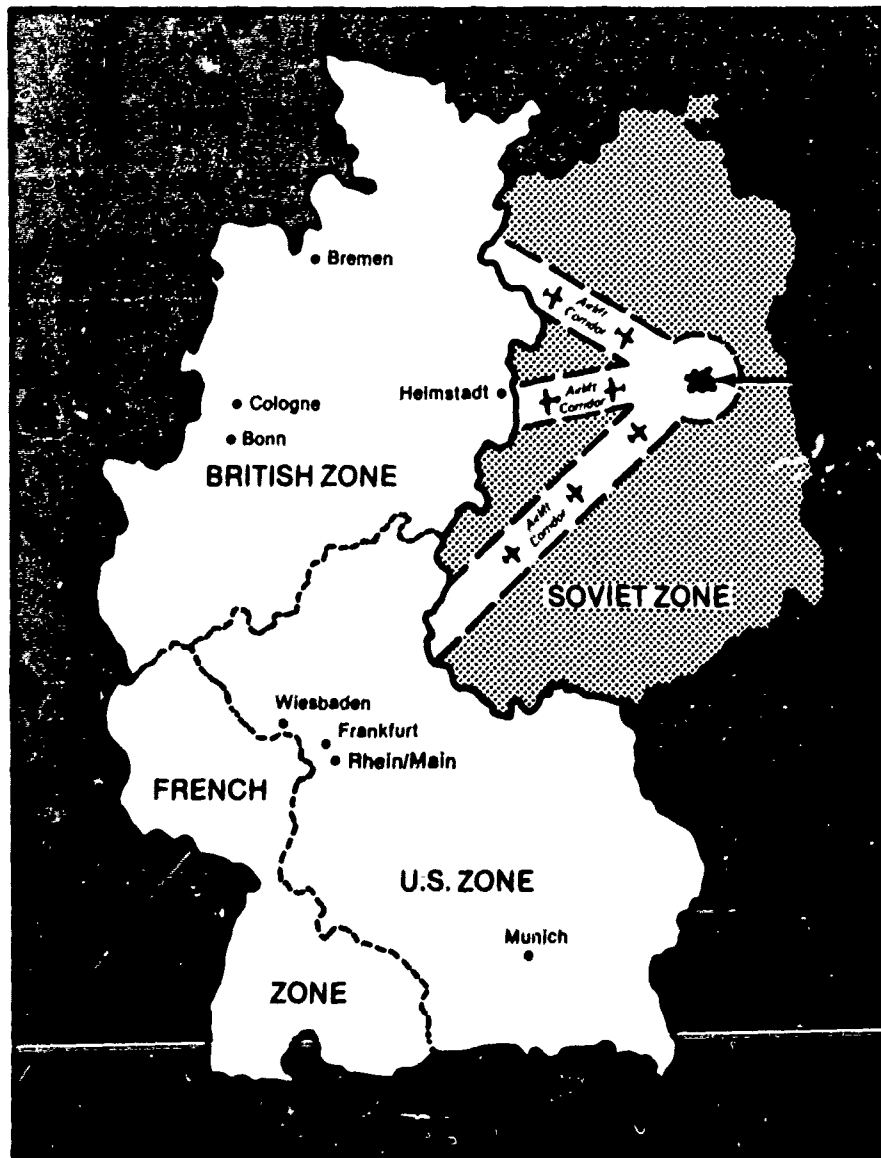 Bremen
Airlift
Corridor
Helmstadt
Airlift
Corridor
Cologne
Bonn
BRITISH ZONE
Airlift
Corridor
SOVIET ZONE
Wiesbaden
Frankfurt
Rhein/Main
FRENCH
U.S. ZONE
Munich
ZONE